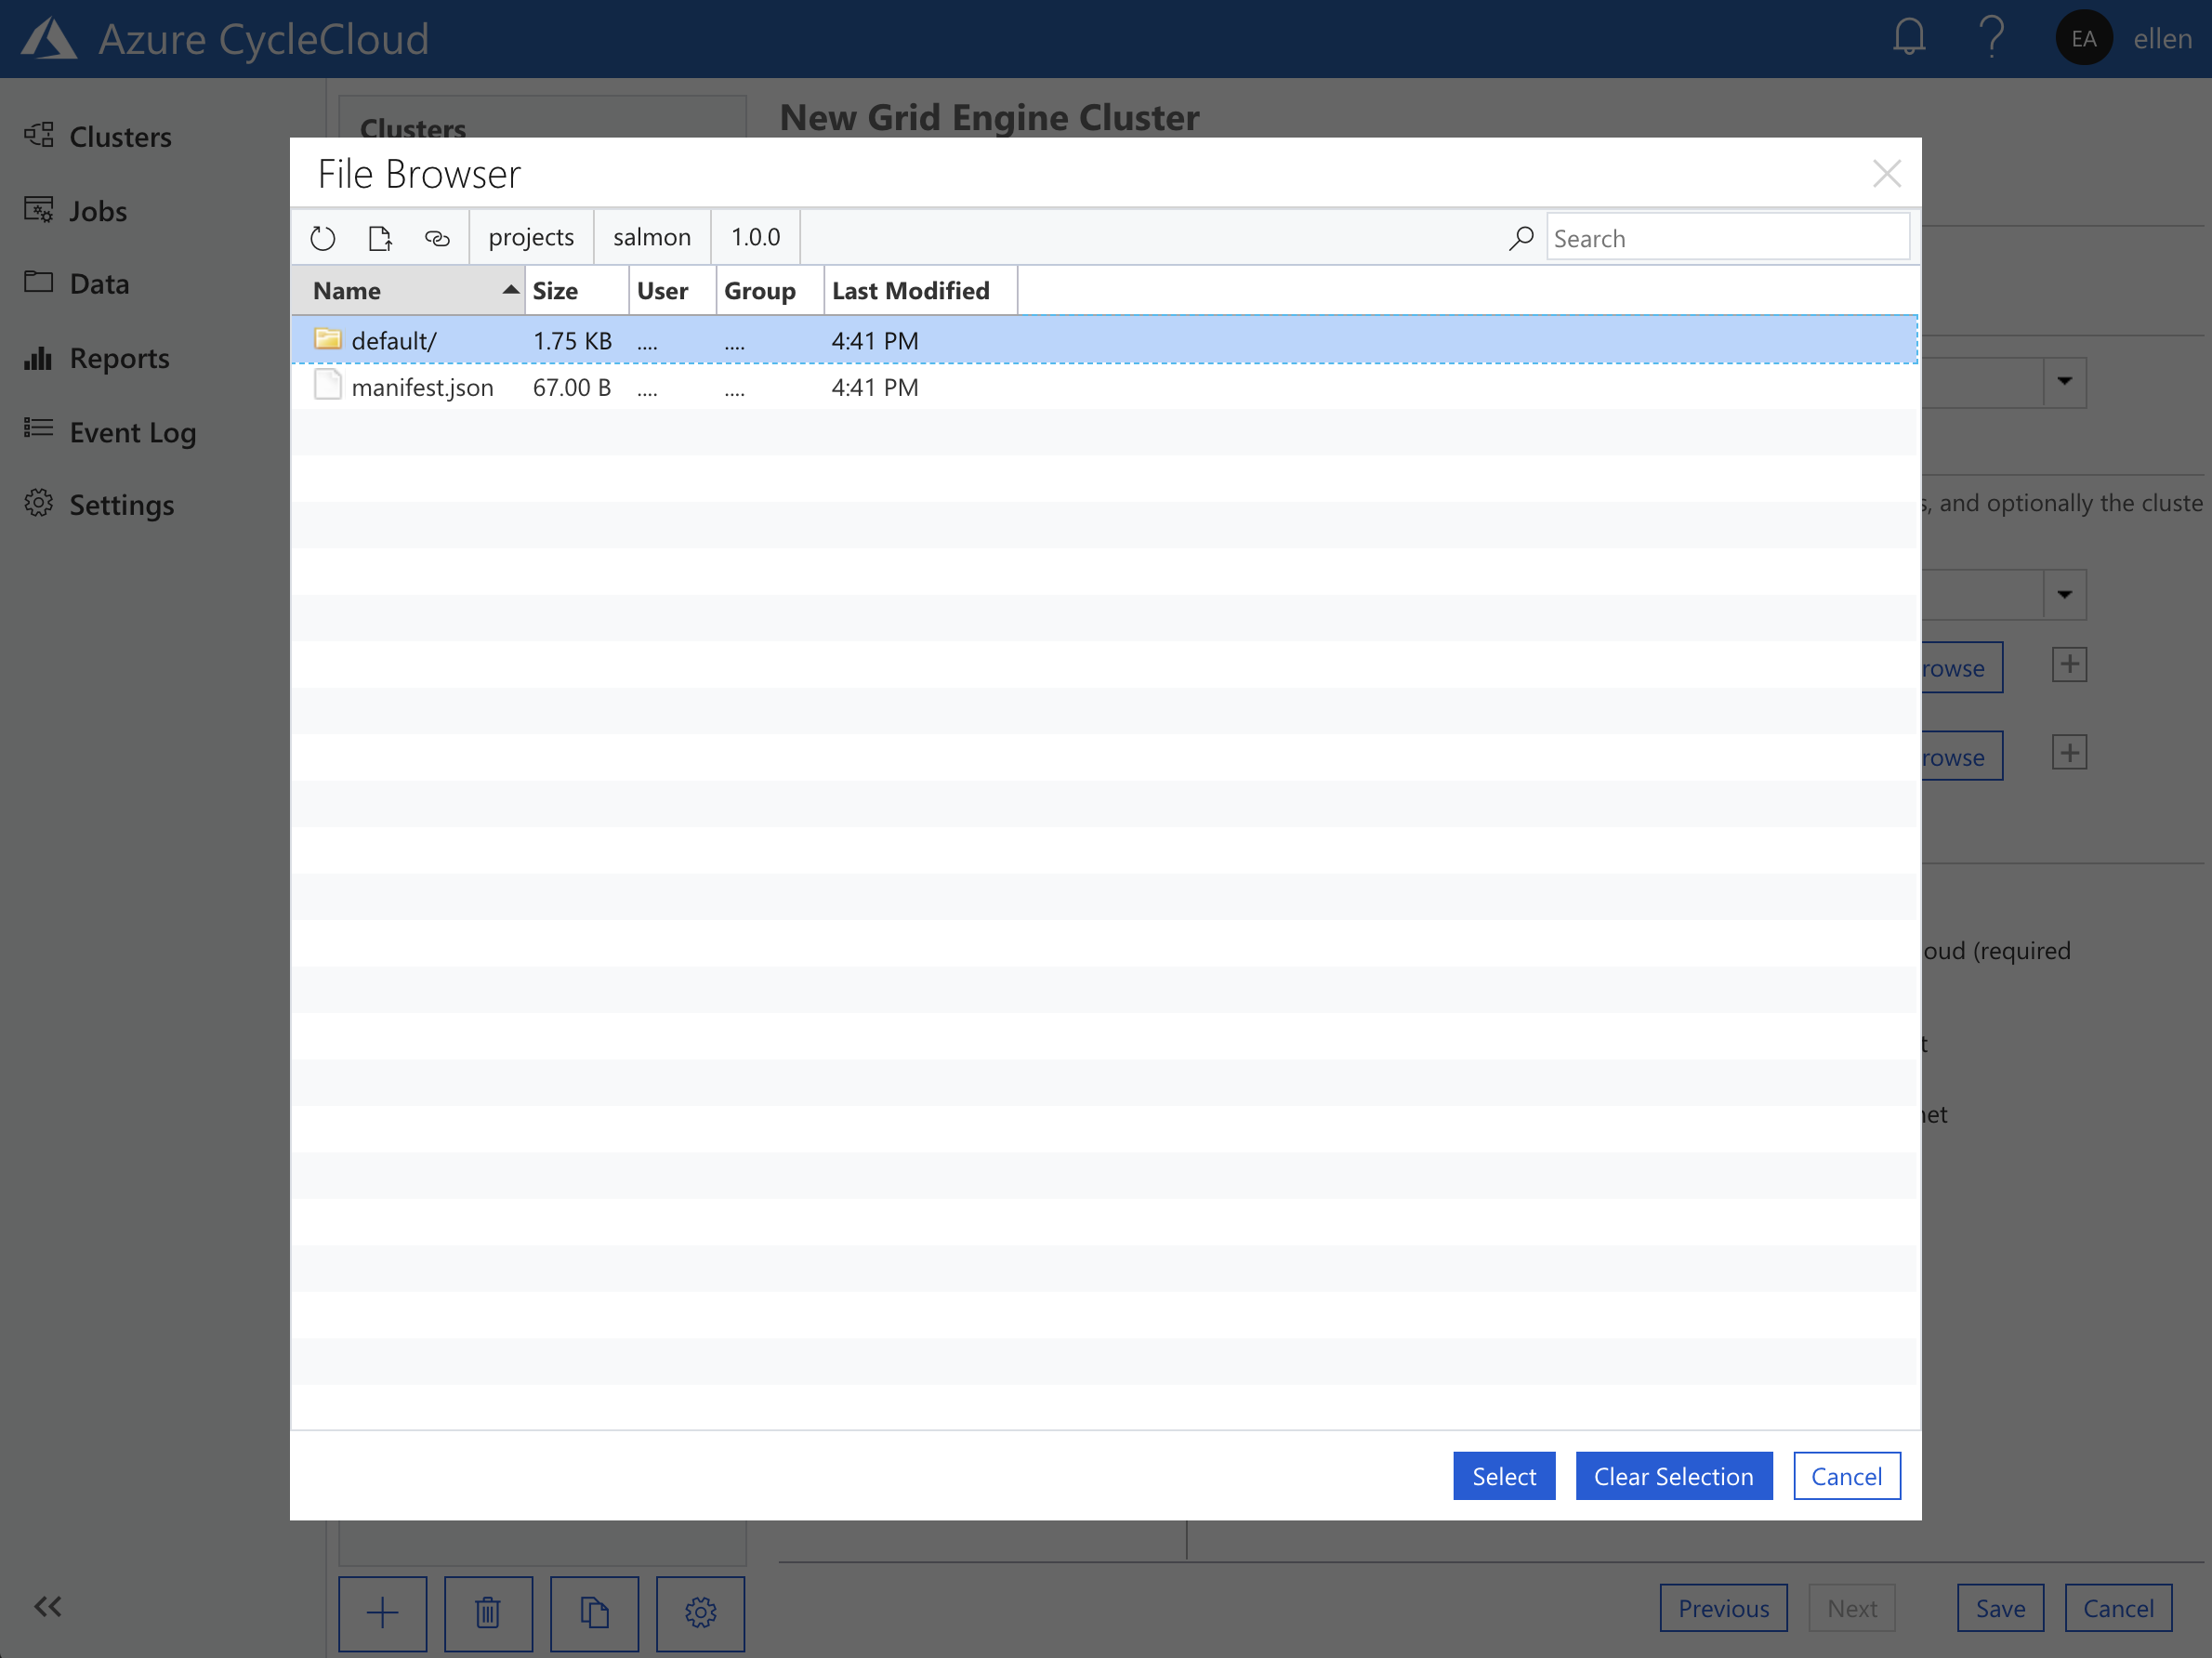 Azure CycleCloud
EA ellen
Clusters
Jobs
Data
Reports
Event Log
Settings
Clusters
New Grid Engine Cluster
File Browser
projects salmon 1.0.0 Search
Name Size User Group Last Modified
default/ 1.75 KB .... .... 4:41 PM
manifest.json 67.00 B .... .... 4:41 PM
, and optionally the cluste
rowse
rowse
oud (required
t
net
Select Clear Selection Cancel
Previous Next Save Cancel